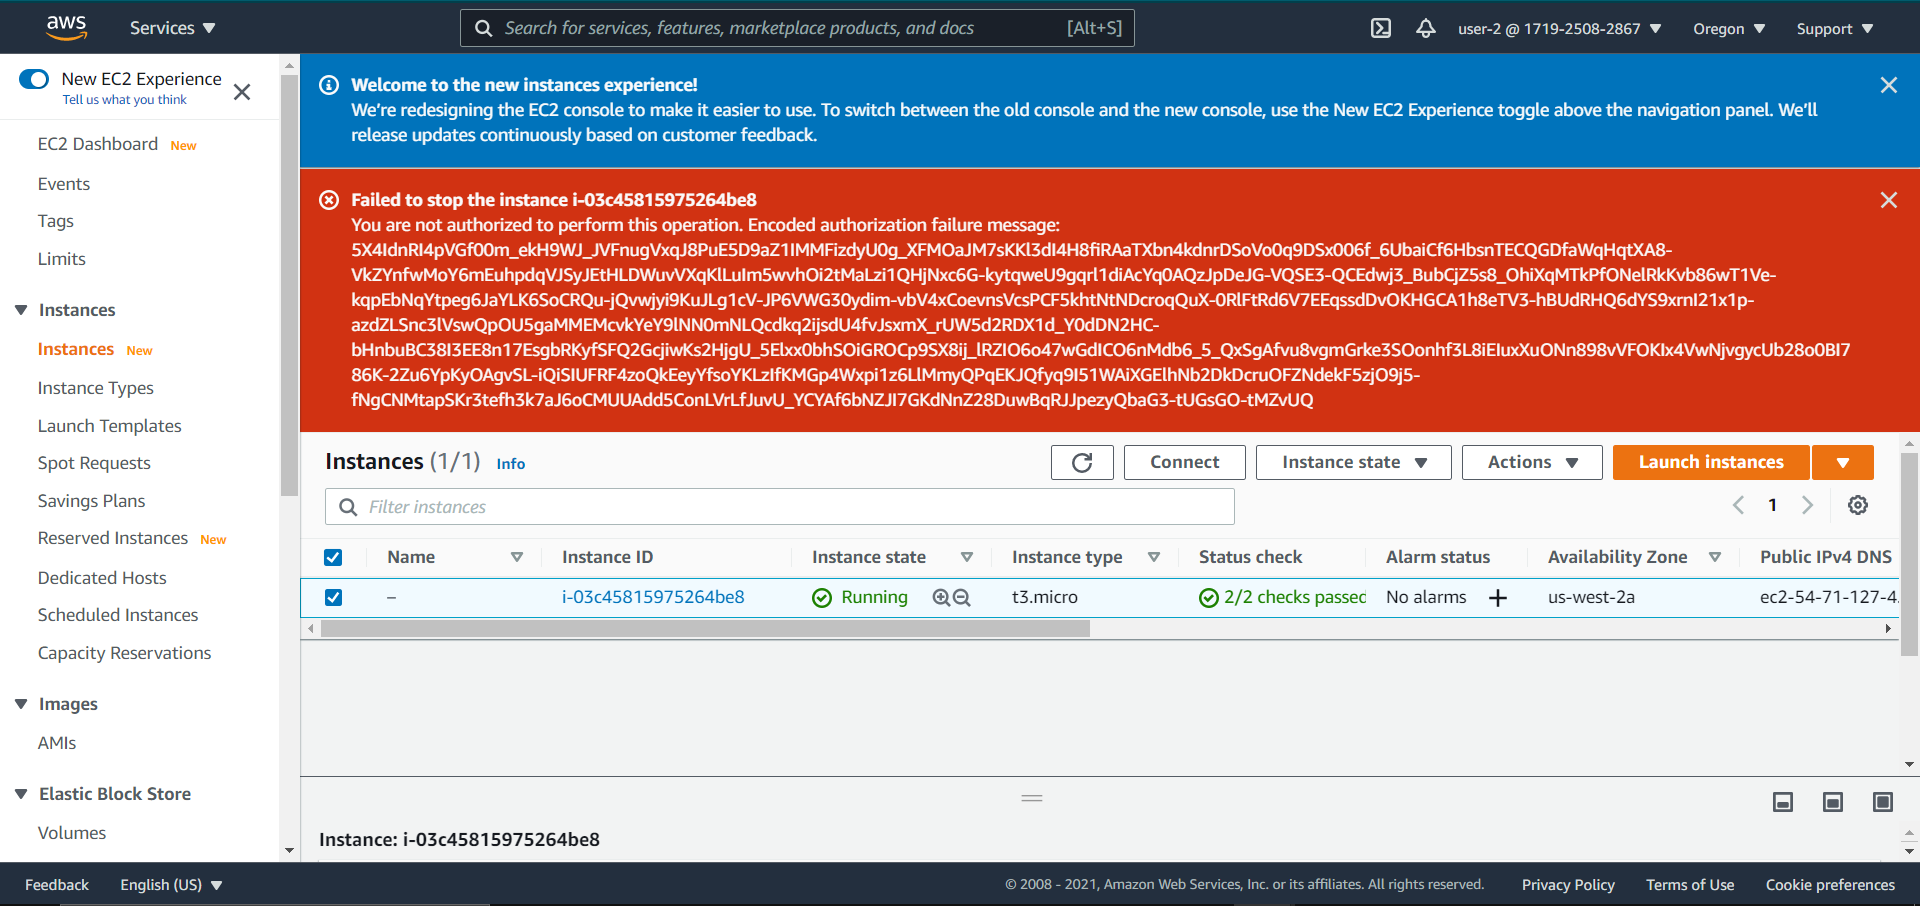 aws
Services
Search for services, features, marketplace products, and docs
[Alt+S]
user-2 @ 1719-2508-2867
Oregon
Support
New EC2 Experience
Tell us what you think
EC2 Dashboard New
Events
Tags
Limits
Instances
Instances New
Instance Types
Launch Templates
Spot Requests
Savings Plans
Reserved Instances New
Dedicated Hosts
Scheduled Instances
Capacity Reservations
Images
AMIs
Elastic Block Store
Volumes
Welcome to the new instances experience!
We're redesigning the EC2 console to make it easier to use. To switch between the old console and the new console, use the New EC2 Experience toggle above the navigation panel. We'll
release updates continuously based on customer feedback.
Failed to stop the instance i-03c45815975264be8
You are not authorized to perform this operation. Encoded authorization failure message:
5X4IdnRI4pVGf00m_ekH9WJ_JVFnugVxqJ8PuE5D9aZ1IMMFizdyU0g_XFMOaJM7sKKl3dI4H8fiRAaTXbn4kdnrDSoVo0q9DSx006f_6UbaiCf6HbsnTECQGDfaWqHqtXA8-
VkZYnfwMoY6mEuhpdqVJSyJEtHLDWuvVXqKlLuIm5wvhOi2tMaLzi1QHjNxc6G-kytqweU9gqrl1diAcYq0AQzJpDeJG-VQSE3-QCEdwj3_BubCjZ5s8_OhiXqMTkPfONelRkKvb86wT1Ve-
kqpEbNqYtpeg6JaYLK6SoCRQu-jQvwjyi9KuJLg1cV-JP6VWG30ydim-vbV4xCoevnsVcsPCF5khtNtNDcroqQuX-0RlFtRd6V7EEqssdDvOKHGCA1h8eTV3-hBUdRHQ6dYS9xrnI21x1p-
azdZLSnc3lVswQpOU5gaMMEMcvkYeY9lNN0mNLQcdkq2ijsdU4fvJsxmX_rUW5d2RDX1d_Y0dDN2HC-
bHnbuBC38I3EE8n17EsgbRKyfSFQ2GcjiwKs2HjgU_5Elxx0bhSOiGROCp9SX8ij_lRZIO6o47wGdICO6nMdb6_5_QxSgAfvu8vgmGrke3SOonhf3L8iEIuxXuONn898vVFOKIx4VwNjvgycUb28o0BI7
86K-2Zu6YpKyOAgvSL-iQiSIUFRF4zoQkEeyYfsoYKLzIfKMGp4Wxpi1z6LlMmyQPqEKJQfyq9I51WAiXGElhNb2DkDcruOFZNdekF5zjO9j5-
fNgCNMtapSKr3tefh3k7aJ6oCMUUAdd5ConLVrLfJuvU_YCYAf6bNZJI7GKdNnZ28DuwBqRJJpezyQbaG3-tUGsGO-tMZvUQ
Instances (1/1) Info
Connect
Instance state
Actions
Launch instances
Filter instances
1
Name
Instance ID
Instance state
Instance type
Status check
Alarm status
Availability Zone
Public IPv4 DNS
–
i-03c45815975264be8
Running
t3.micro
2/2 checks passed
No alarms
us-west-2a
ec2-54-71-127-4
Instance: i-03c45815975264be8
Feedback
English (US)
© 2008 - 2021, Amazon Web Services, Inc. or its affiliates. All rights reserved.
Privacy Policy
Terms of Use
Cookie preferences